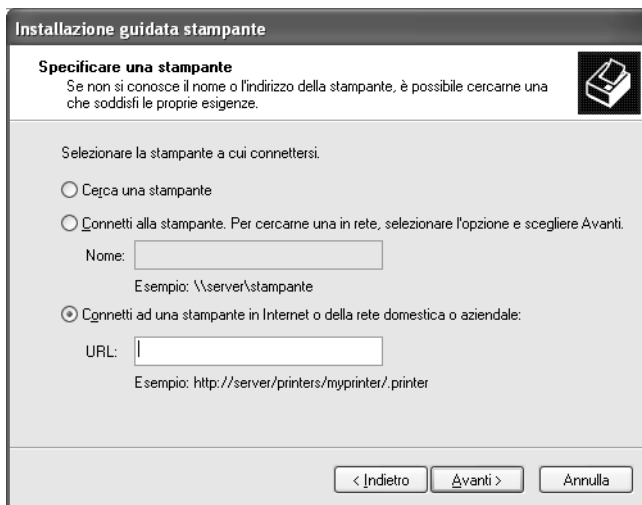 Installazione guidata stampante
Specificare una stampante
Se non si conosce il nome o l'indirizzo della stampante, è possibile cercarne una
che soddisfi le proprie esigenze.
Selezionare la stampante a cui connettersi.
Cerca una stampante
Connetti alla stampante. Per cercarne una in rete, selezionare l'opzione e scegliere Avanti.
Nome:
Esempio: \\server\stampante
Connetti ad una stampante in Internet o della rete domestica o aziendale:
URL:
Esempio: http://server/printers/myprinter/.printer
< Indietro
Avanti >
Annulla